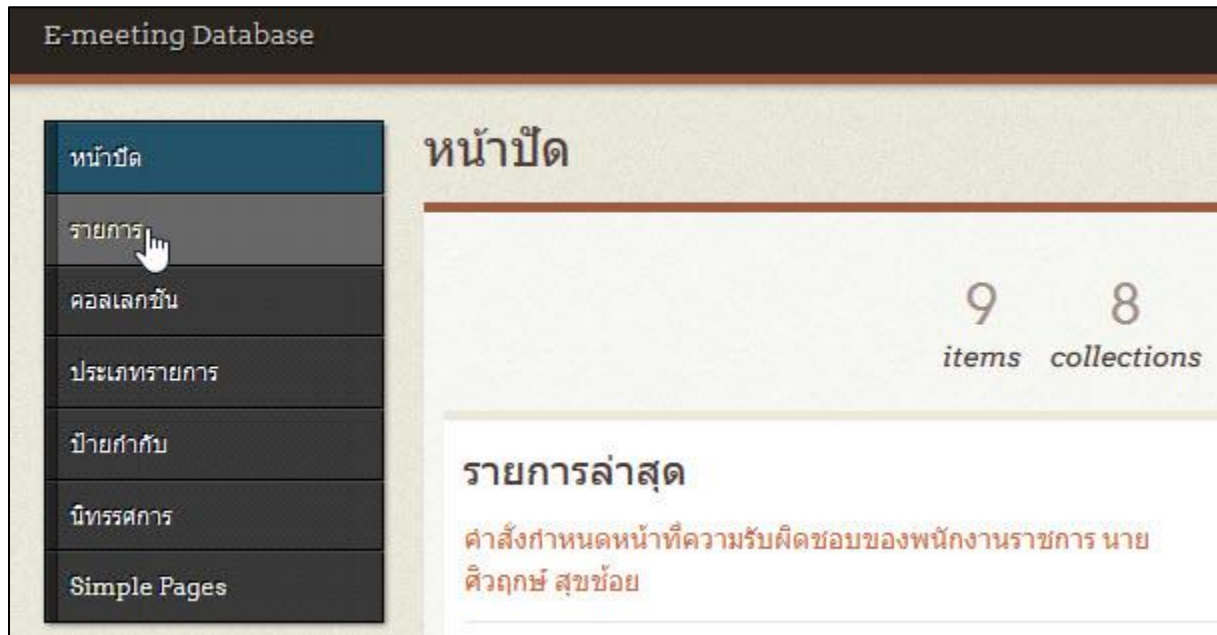 E-meeting Database
หน้าปัด
รายการ
คอลเลกชัน
ประเภทรายการ
ป้ายกำกับ
นิทรรศการ
Simple Pages
หน้าปัด
9 8
items collections
รายการล่าสุด
คำสั่งกำหนดหน้าที่ความรับผิดชอบของพนักงานราชการ นาย
ศิวฤกษ์ สุขช้อย